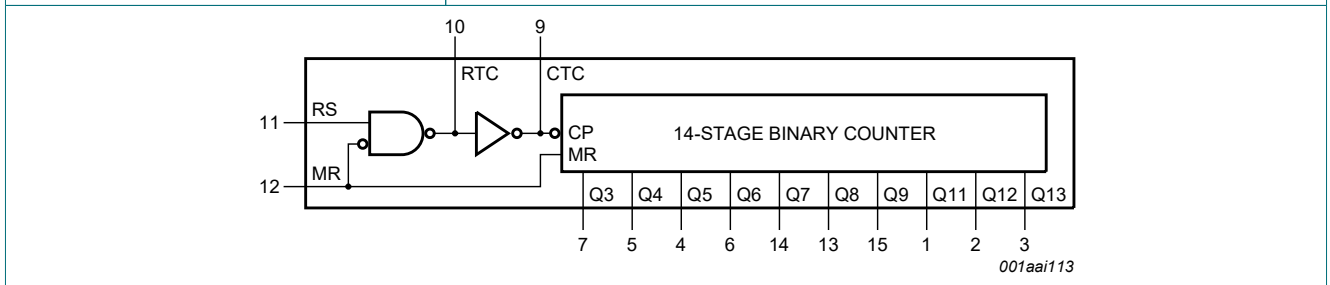 10 9
RTC CTC
11 RS
CP 14-STAGE BINARY COUNTER
MR
12 MR
Q3 Q4 Q5 Q6 Q7 Q8 Q9 Q11 Q12 Q13
7 5 4 6 14 13 15 1 2 3
001aai113